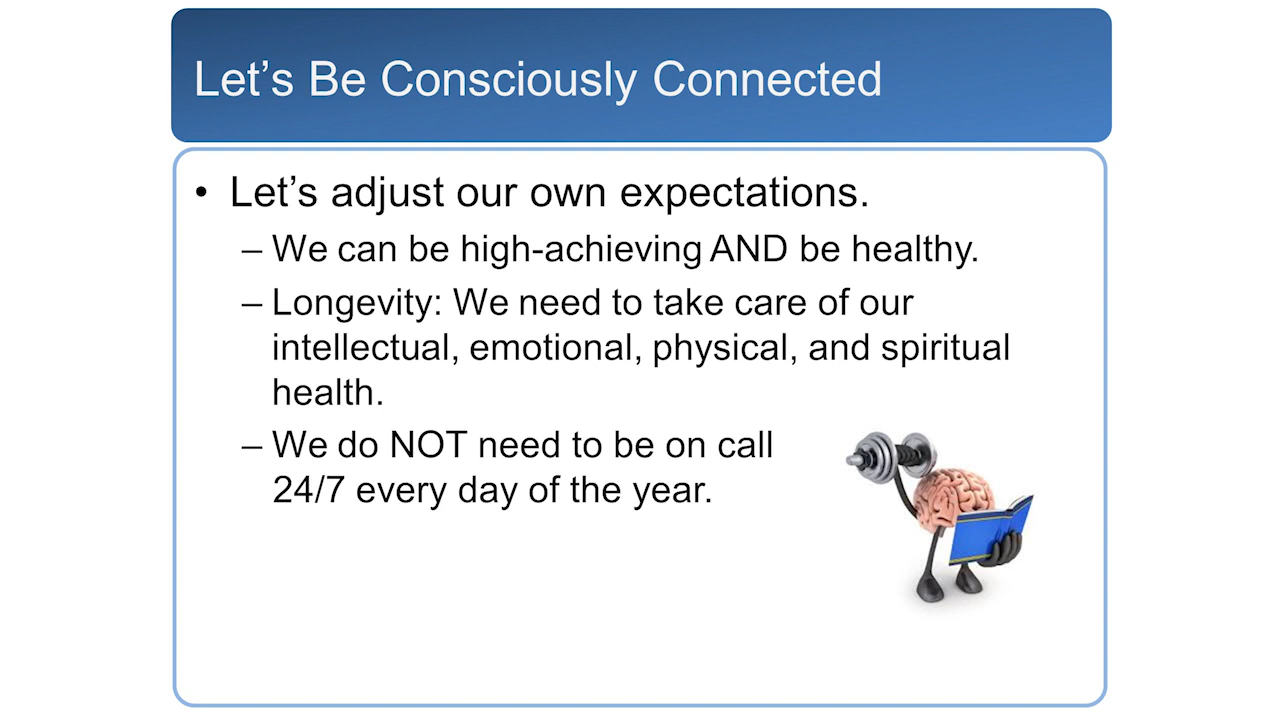 Let’s Be Consciously Connected
• Let’s adjust our own expectations.
– We can be high-achieving AND be healthy.
– Longevity: We need to take care of our
intellectual, emotional, physical, and spiritual
health.
– We do NOT need to be on call
24/7 every day of the year.